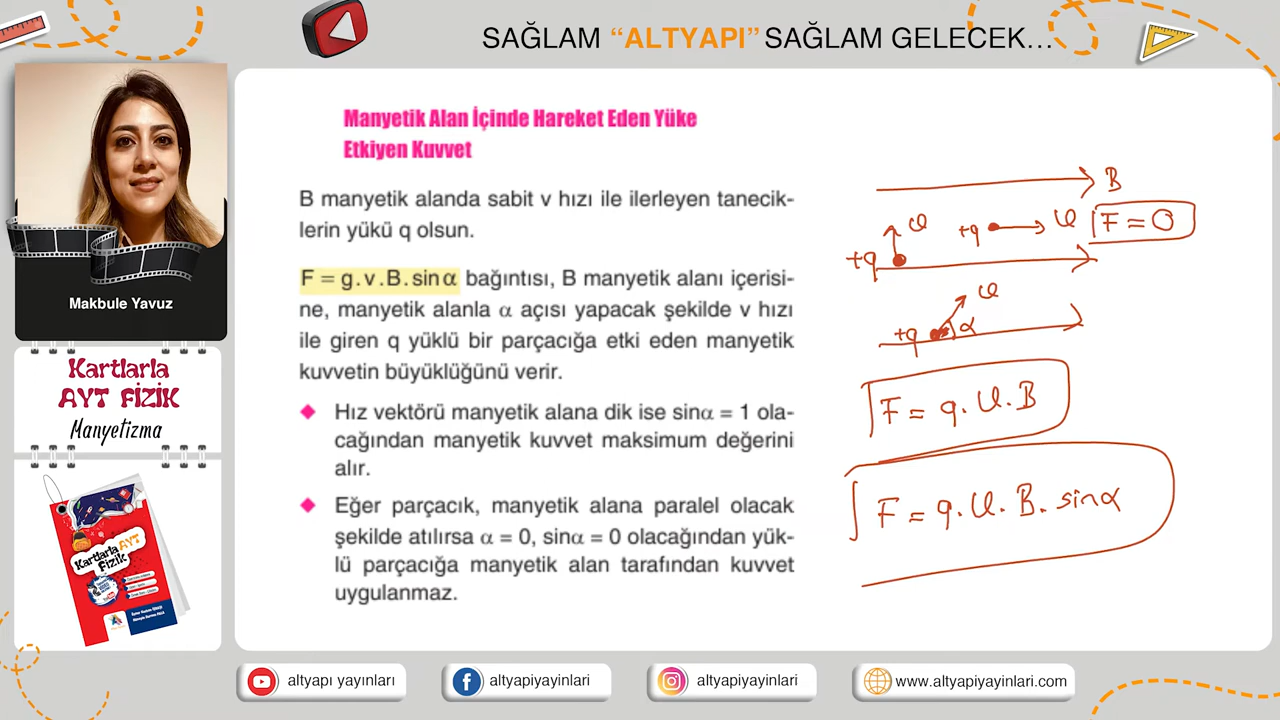 SAĞLAM “ALTYAPI” SAĞLAM GELECEK...
Makbule Yavuz
Kartlarla
AYT FİZİK
Manyetizma
Kartlarla AYT
Fizik
Manyetik Alan İçinde Hareket Eden Yüke
Etkiyen Kuvvet
B manyetik alanda sabit v hızı ile ilerleyen tanecik-
lerin yükü q olsun.
F = g.v.B.sinα bağıntısı, B manyetik alanı içerisi-
ne, manyetik alanla α açısı yapacak şekilde v hızı
ile giren q yüklü bir parçacığa etki eden manyetik
kuvvetin büyüklüğünü verir.
◆ Hız vektörü manyetik alana dik ise sinα = 1 ola-
cağından manyetik kuvvet maksimum değerini
alır.
◆ Eğer parçacık, manyetik alana paralel olacak
şekilde atılırsa α = 0, sinα = 0 olacağından yük-
lü parçacığa manyetik alan tarafından kuvvet
uygulanmaz.
B
+q v +q v F = 0
+q v α
F = q.v.B
F = q.v.B.sinα
altyapı yayınları
altyapiyayinlari
altyapiyayinlari
www.altyapiyayinlari.com